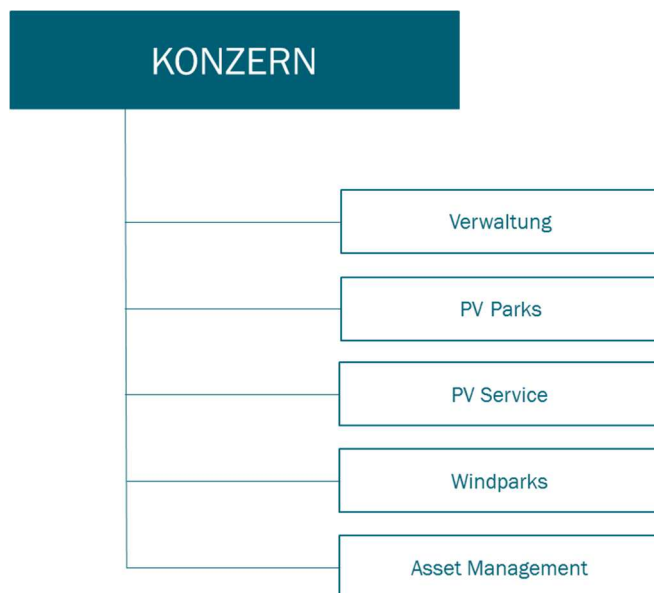 KONZERN
Verwaltung
PV Parks
PV Service
Windparks
Asset Management